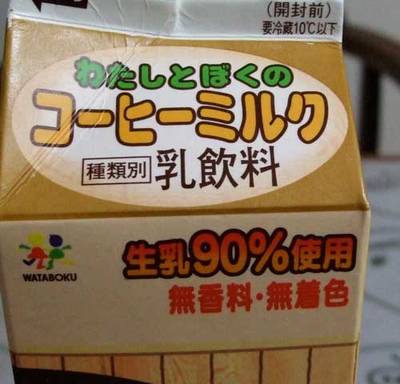 (開封前)
要冷蔵10℃以下
わたしとぼくの
コーヒーミルク
種類別 乳飲料
WATABOKU
生乳90%使用
無香料・無着色